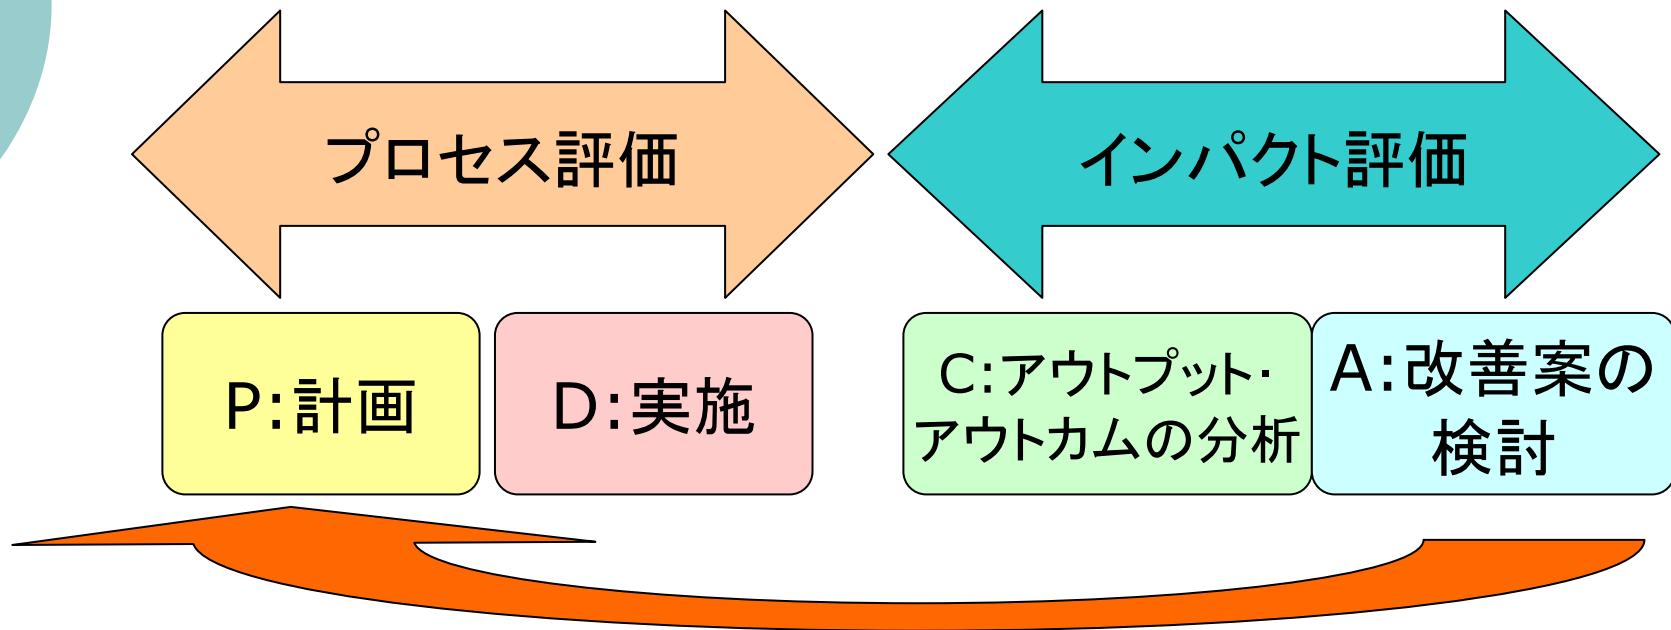 プロセス評価
インパクト評価
P:計画
D:実施
C:アウトプット・
アウトカムの分析
A:改善案の
検討